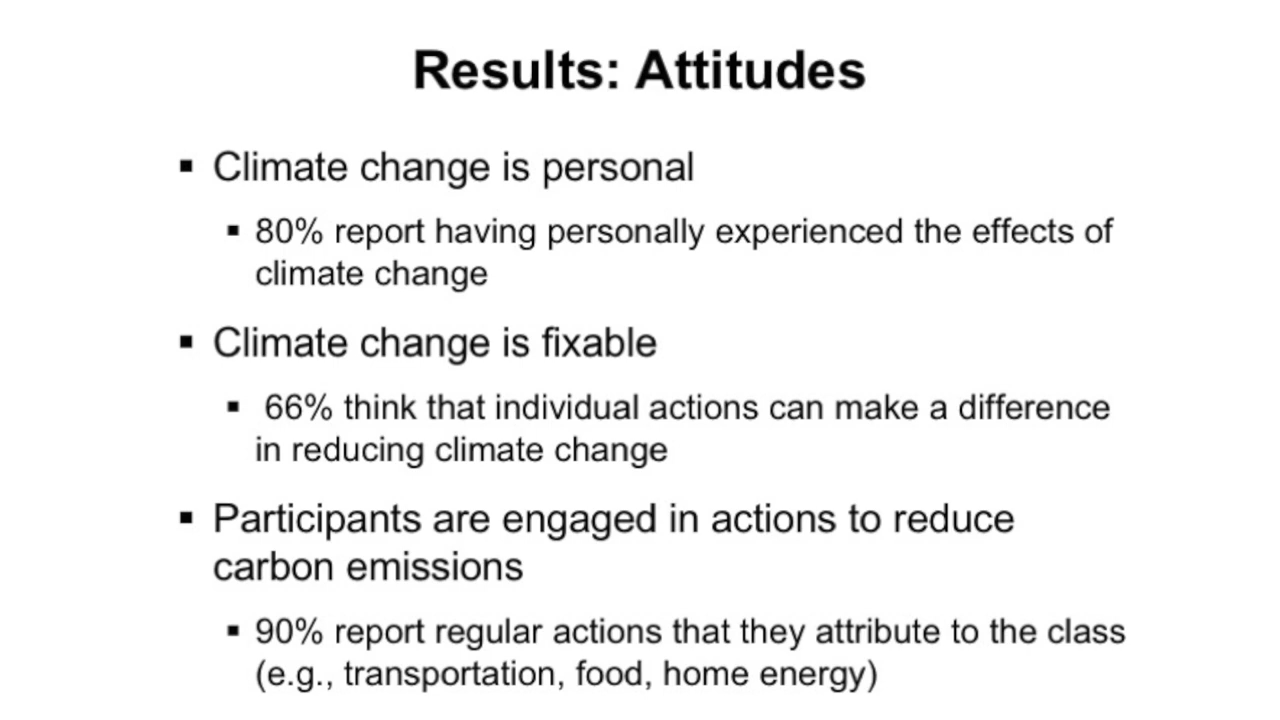 Results: Attitudes
▪ Climate change is personal
▪ 80% report having personally experienced the effects of
climate change
▪ Climate change is fixable
▪ 66% think that individual actions can make a difference
in reducing climate change
▪ Participants are engaged in actions to reduce
carbon emissions
▪ 90% report regular actions that they attribute to the class
(e.g., transportation, food, home energy)